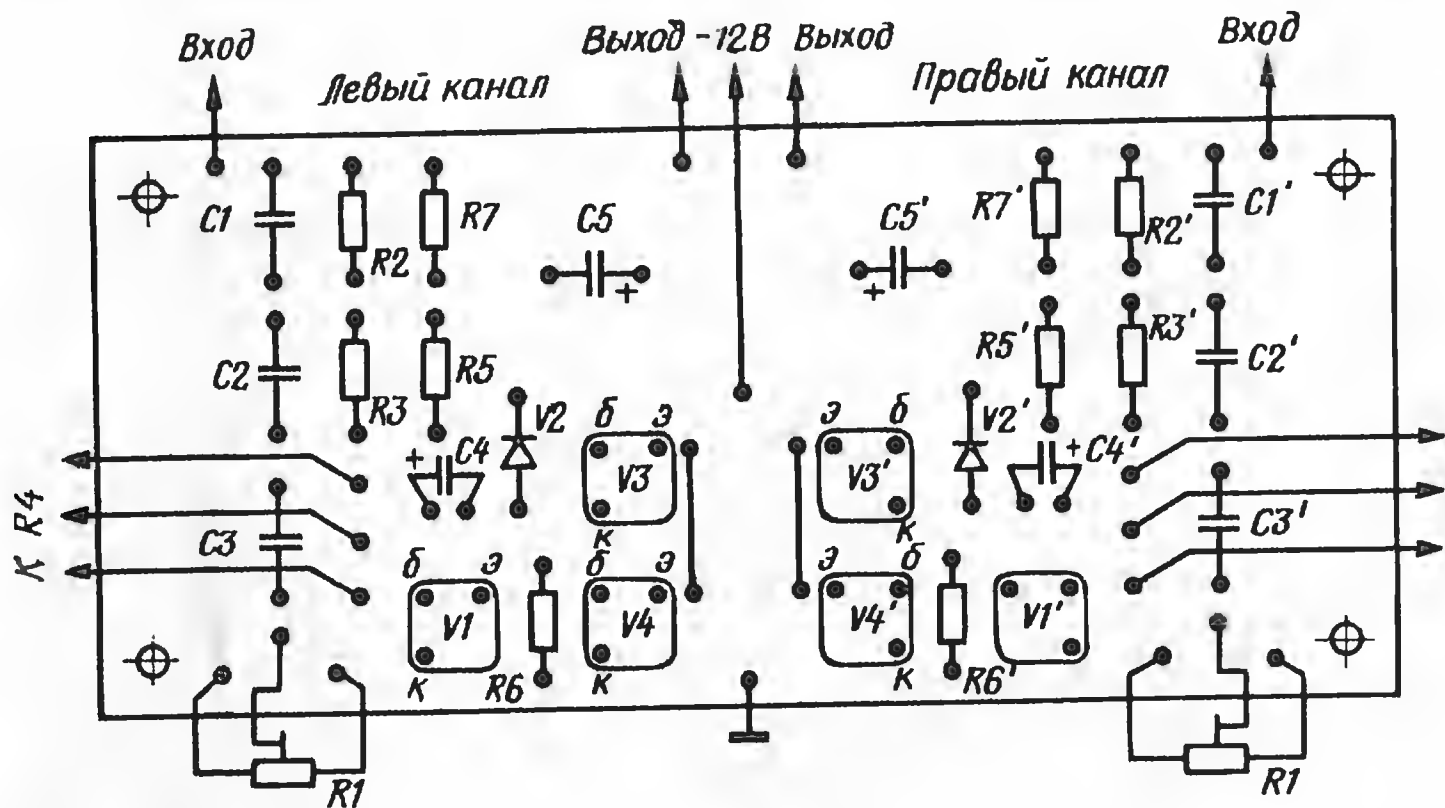 Вход
Выход -12В Выход
Вход
Левый канал
Правый канал
C1 R2 R7 C5 C5' R7' R2' C1'
C2 R3 R5 V2 R5' R3' C2'
+ + + +
C4 б э V3 к
э б V3' к V2' C4'
К R4
C3 C3'
б э V1 к R6 б э V4 к
э б V4' к R6' V1'
R1 R1